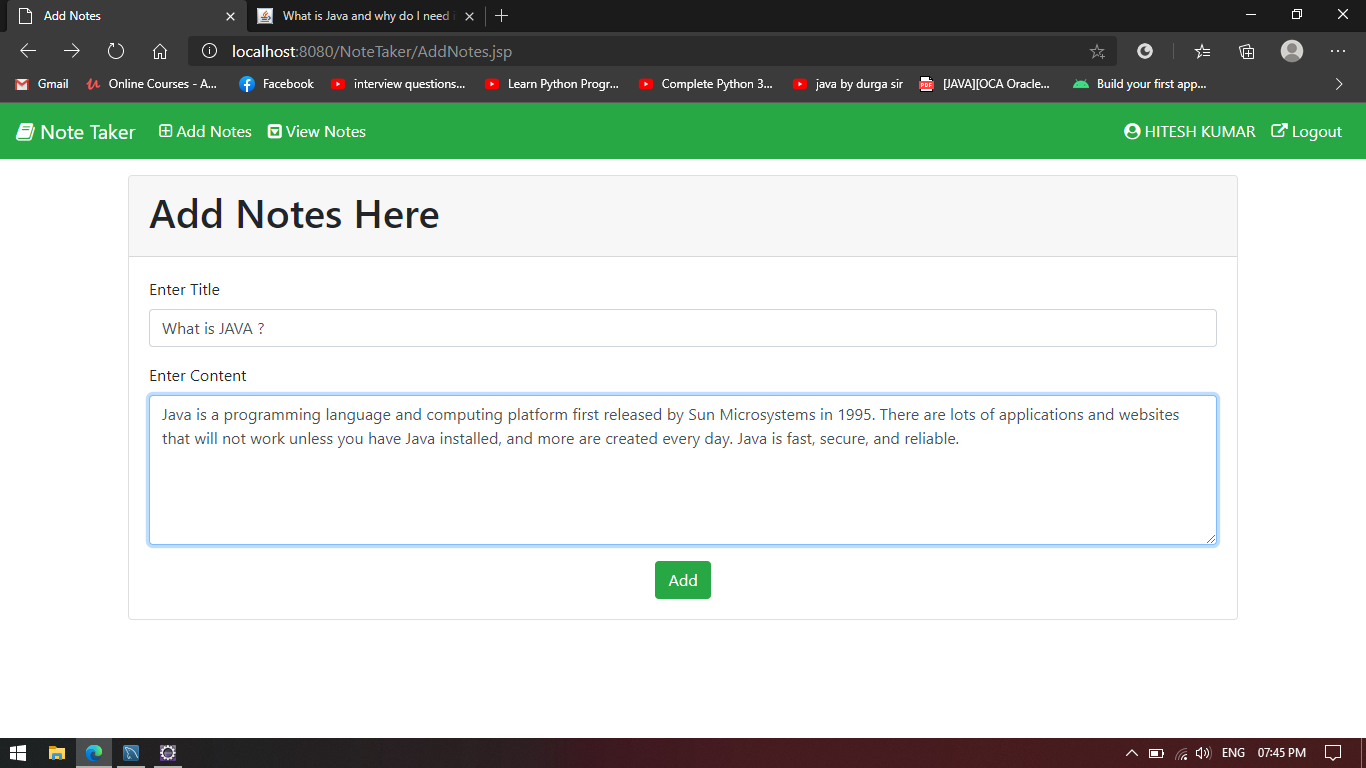 Add Notes
What is Java and why do I need
localhost:8080/NoteTaker/AddNotes.jsp
Gmail
Online Courses - A...
Facebook
interview questions...
Learn Python Progr...
Complete Python 3...
java by durga sir
PDF
[JAVA][OCA Oracle...
Build your first app...
Note Taker
Add Notes
View Notes
HITESH KUMAR
Logout
Add Notes Here
Enter Title
What is JAVA ?
Enter Content
Java is a programming language and computing platform first released by Sun Microsystems in 1995. There are lots of applications and websites
that will not work unless you have Java installed, and more are created every day. Java is fast, secure, and reliable.
Add
ENG
07:45 PM